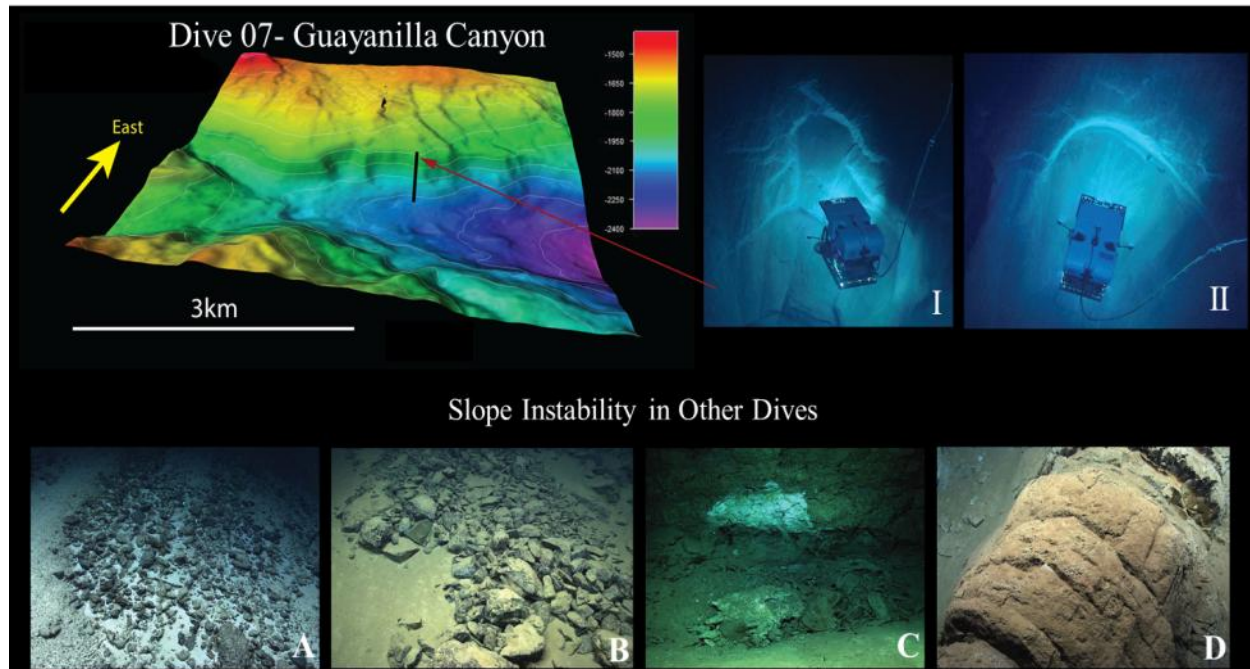 Dive 07- Guayanilla Canyon
East
-1500
-1650
-1800
-1950
-2100
-2250
-2400
3km
I
II
Slope Instability in Other Dives
A
B
C
D